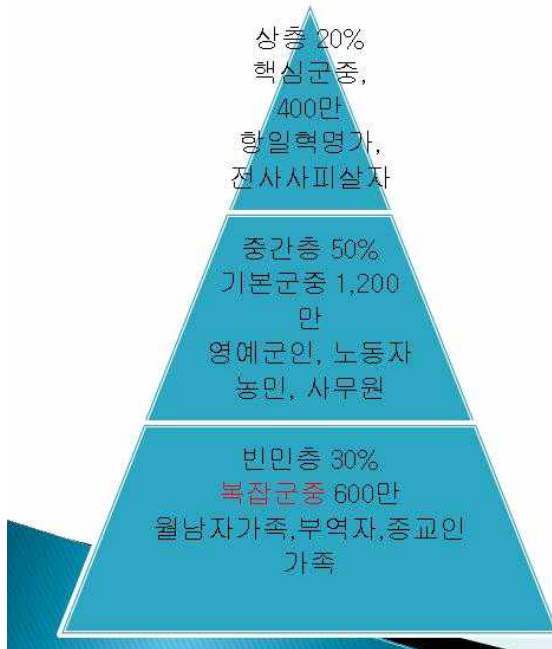 상층 20%
핵심군중,
400만
항일혁명가,
전사사피살자
중간층 50%
기본군중 1,200
만
영예군인, 노동자
농민, 사무원
빈민층 30%
복잡군중 600만
월남자가족,부역자,종교인
가족